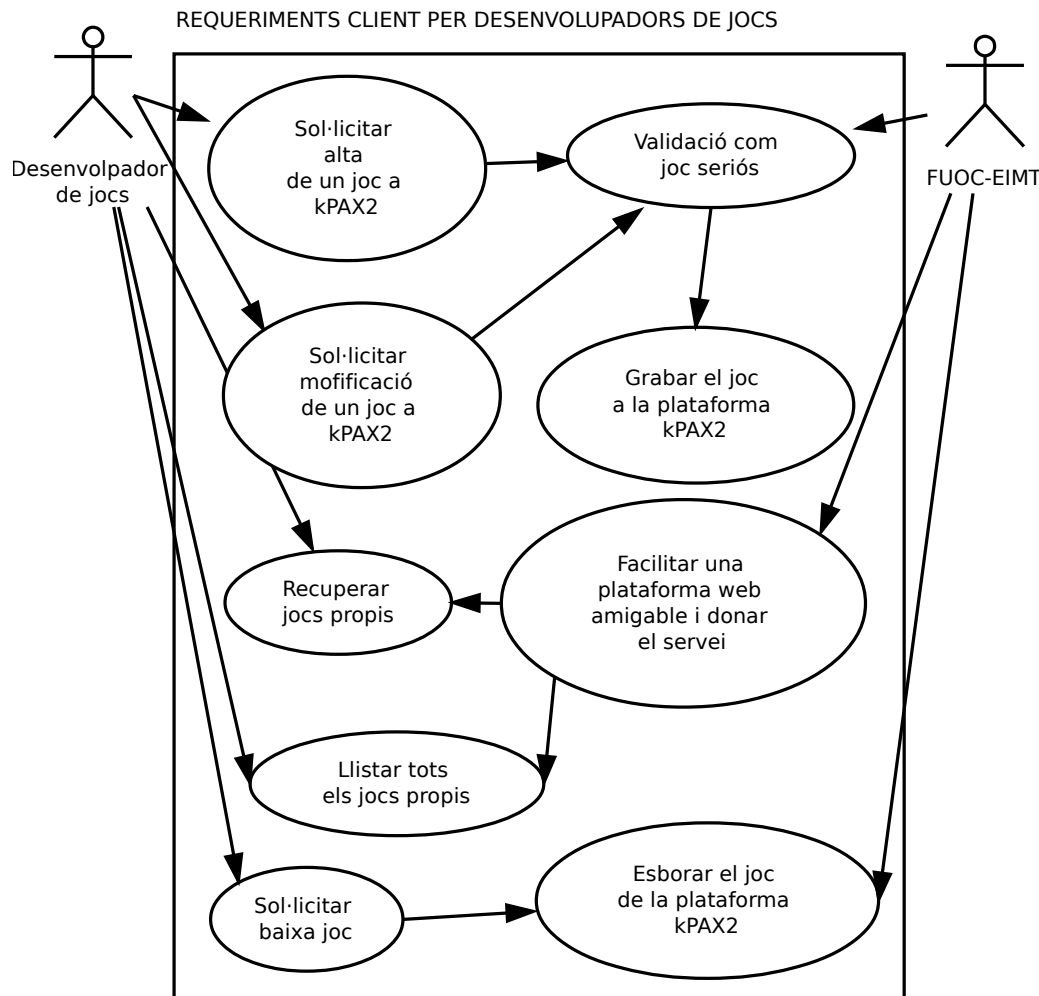 REQUERIMENTS CLIENT PER DESENVOLUPADORS DE JOCS
Desenvolpador
de jocs
FUOC-EIMT
Sol·licitar
alta
de un joc a
kPAX2
Validació com
joc seriós
Sol·licitar
mofificació
de un joc a
kPAX2
Grabar el joc
a la plataforma
kPAX2
Recuperar
jocs propis
Facilitar una
plataforma web
amigable i donar
el servei
Llistar tots
els jocs propis
Sol·licitar
baixa joc
Esborar el joc
de la plataforma
kPAX2